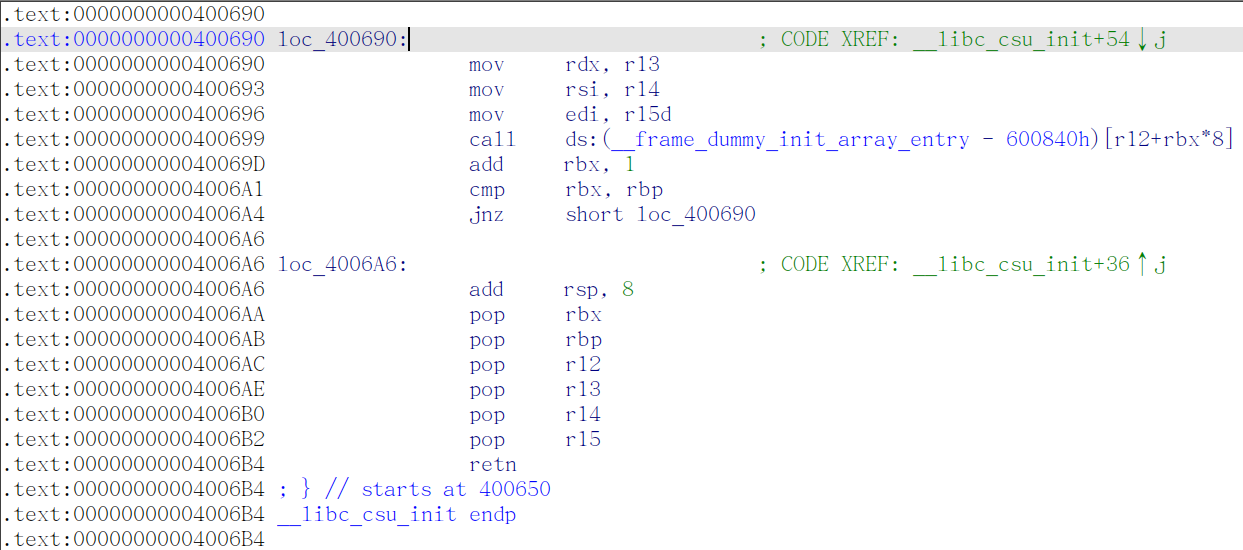 .text:0000000000400690
.text:0000000000400690 loc_400690: ; CODE XREF: __libc_csu_init+54↓j
.text:0000000000400690 mov rdx, r13
.text:0000000000400693 mov rsi, r14
.text:0000000000400696 mov edi, r15d
.text:0000000000400699 call ds:(__frame_dummy_init_array_entry - 600840h)[r12+rbx*8]
.text:000000000040069D add rbx, 1
.text:00000000004006A1 cmp rbx, rbp
.text:00000000004006A4 jnz short loc_400690
.text:00000000004006A6
.text:00000000004006A6 loc_4006A6: ; CODE XREF: __libc_csu_init+36↑j
.text:00000000004006A6 add rsp, 8
.text:00000000004006AA pop rbx
.text:00000000004006AB pop rbp
.text:00000000004006AC pop r12
.text:00000000004006AE pop r13
.text:00000000004006B0 pop r14
.text:00000000004006B2 pop r15
.text:00000000004006B4 retn
.text:00000000004006B4 ; } // starts at 400650
.text:00000000004006B4 __libc_csu_init endp
.text:00000000004006B4